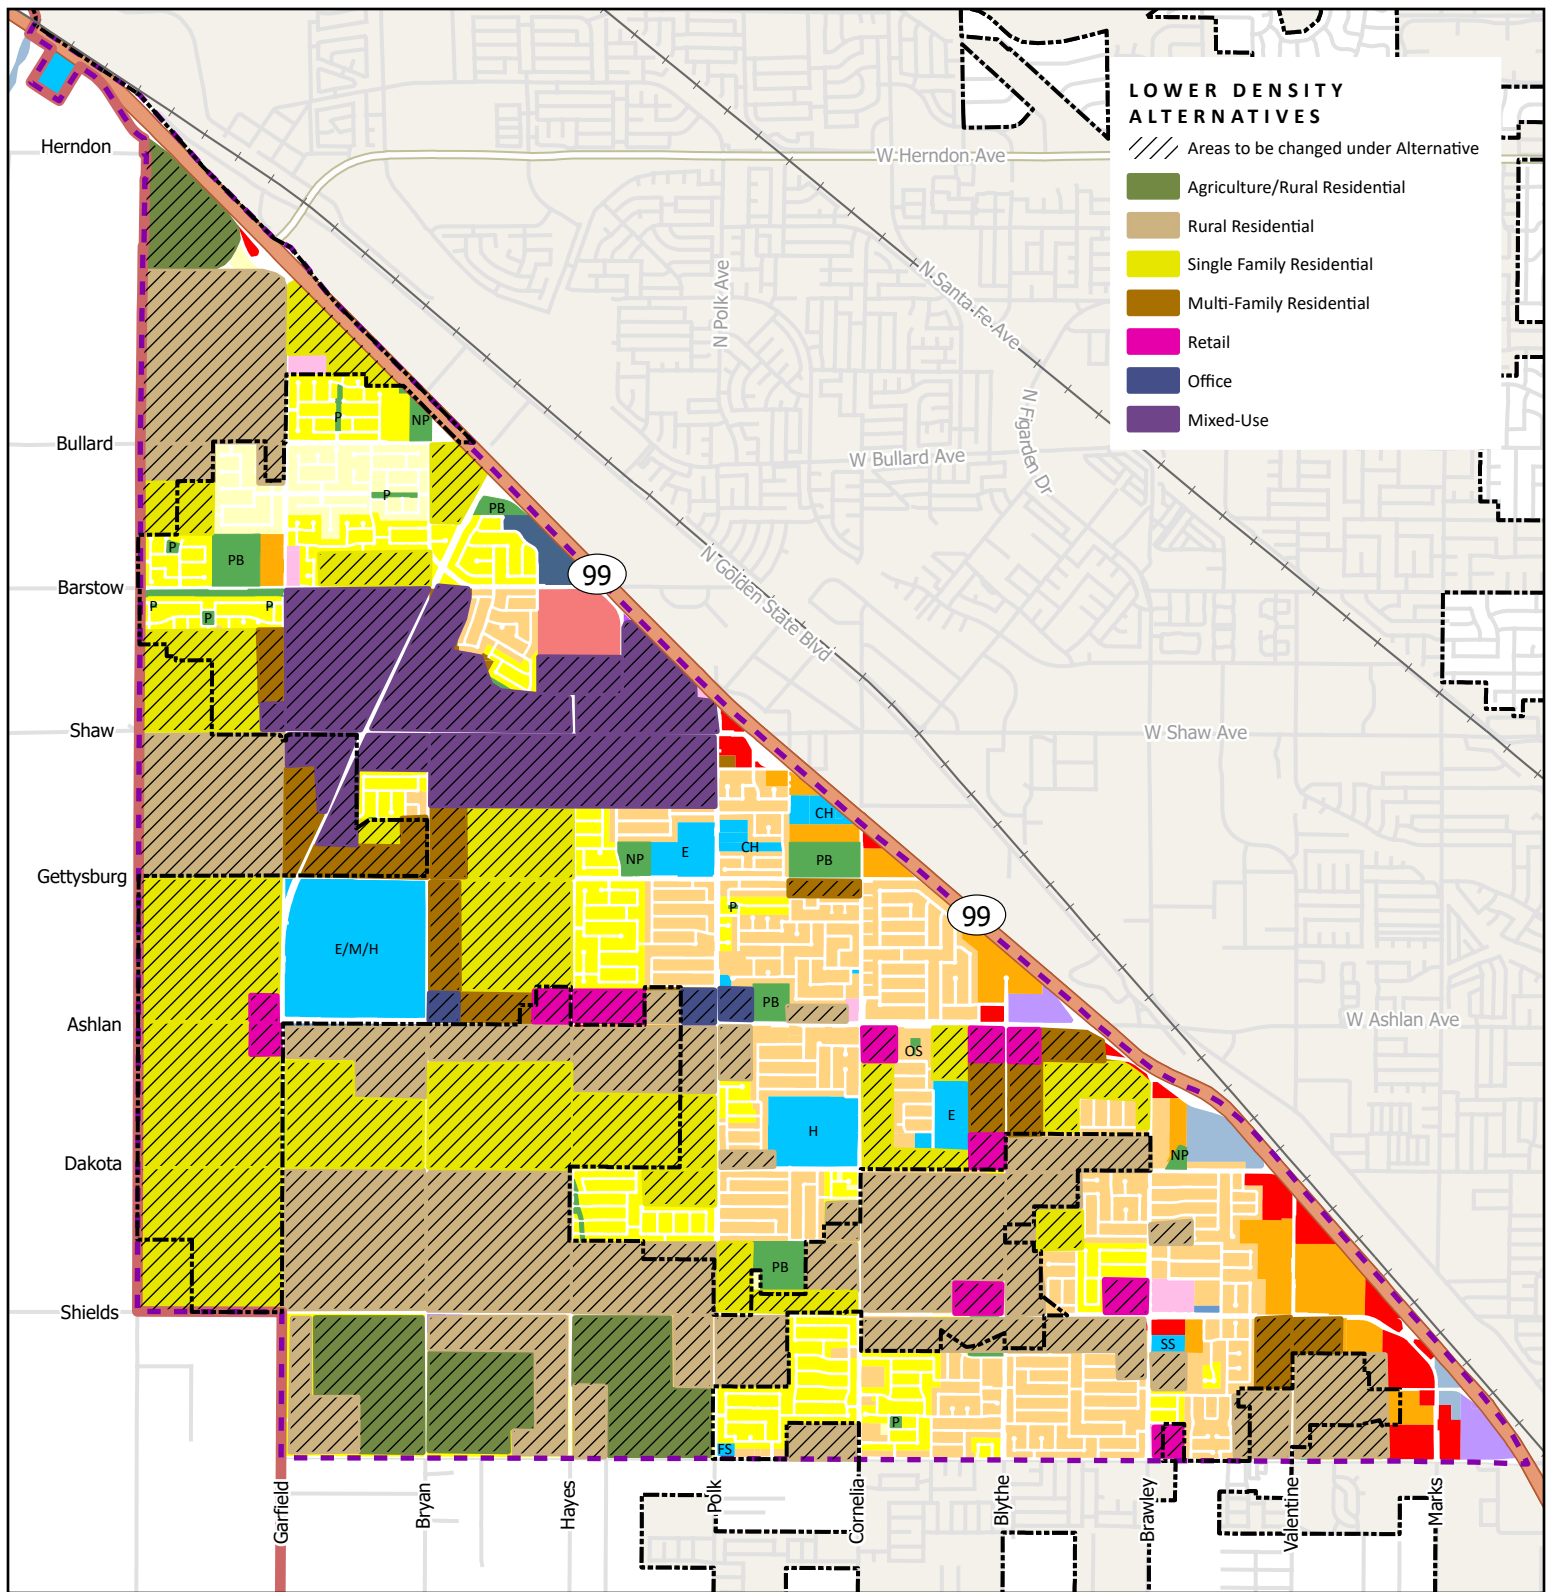 LOWER DENSITY
ALTERNATIVES
Areas to be changed under Alternative
Agriculture/Rural Residential
Rural Residential
Single Family Residential
Multi-Family Residential
Retail
Office
Mixed-Use
Herndon
W Herndon Ave
N Polk Ave
N Santa Fe Ave
N Figarden Dr
P
NP
Bullard
W Bullard Ave
P
PB
N Golden State Blvd
P
PB
99
Barstow
P
P
P
Shaw
W Shaw Ave
CH
NP
E
CH
PB
Gettysburg
P
99
E/M/H
PB
Ashlan
W Ashlan Ave
OS
E
H
Dakota
NP
PB
Shields
SS
P
FS
Garfield
Bryan
Hayes
Polk
Cornelia
Blythe
Brawley
Valentine
Marks